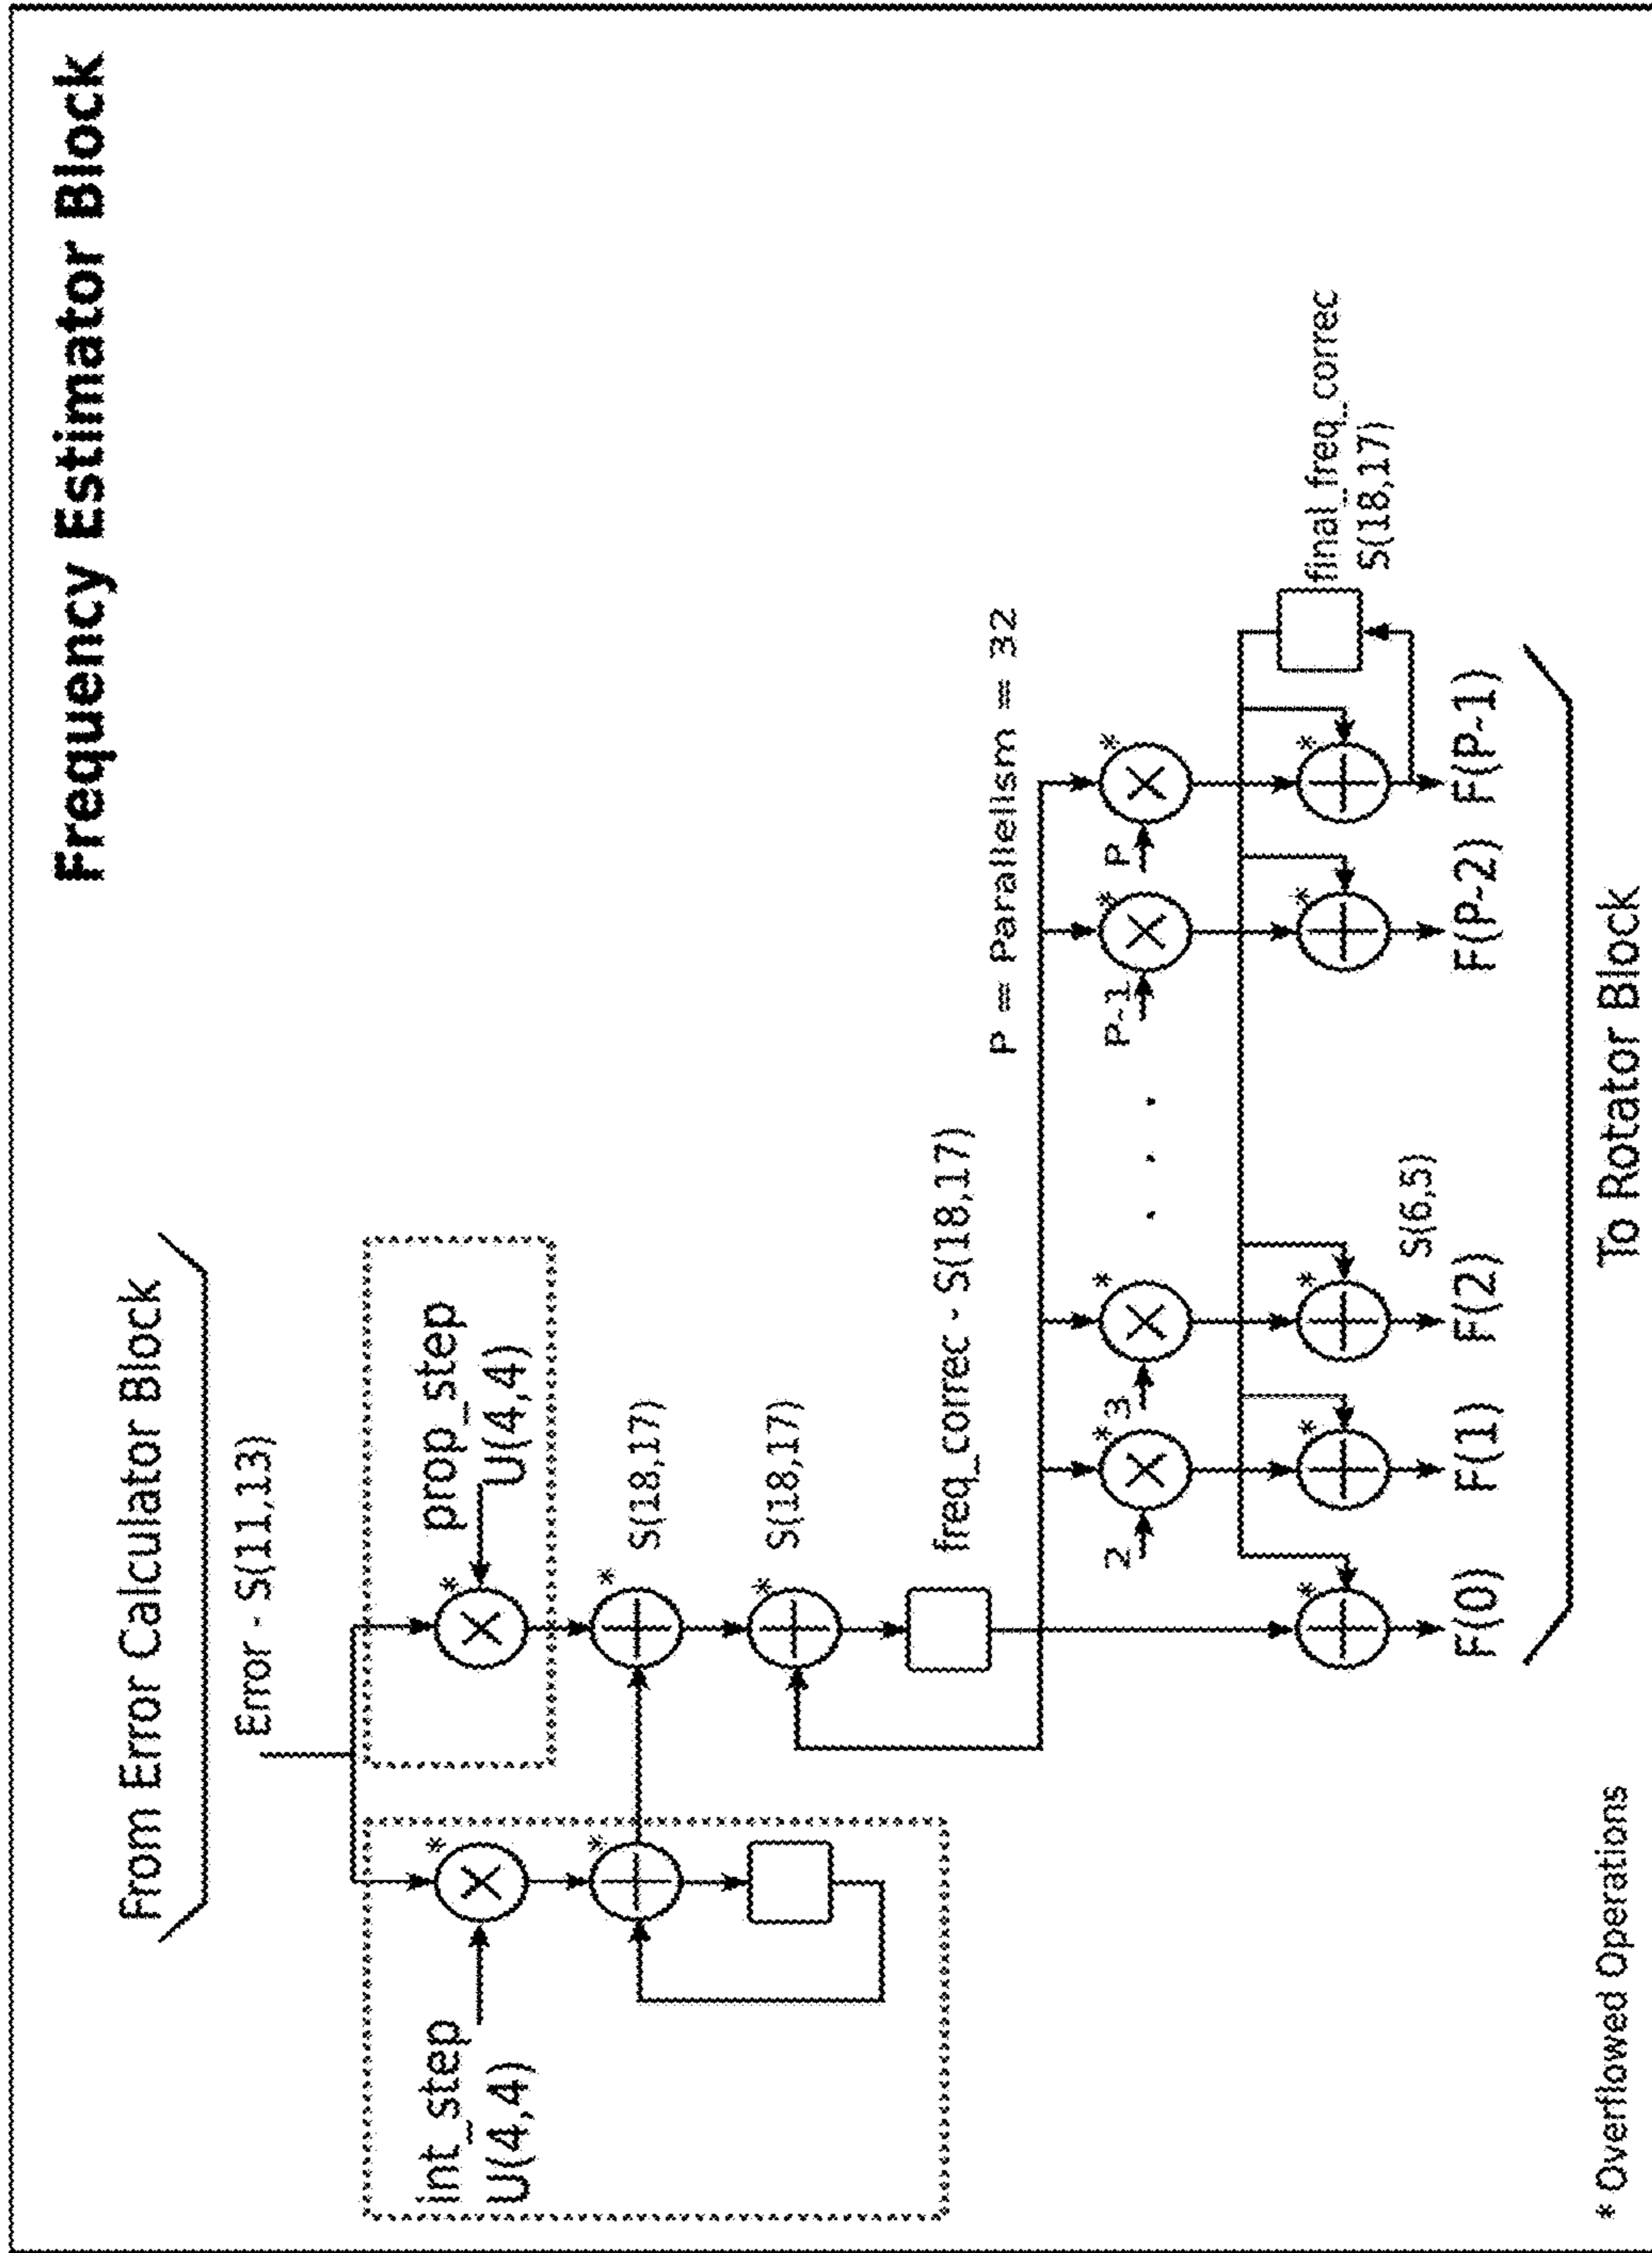 Frequency Estimator Block
From Error Calculator Block
Error - S(11,13)
int_step
U(4,4)
*
*
prop_step
U(4,4)
*
*
S(18,17)
*
S(18,17)
freq_correc - S(18,17)
P = Parallelism = 32
2
*
3
*
. . .
P-1
*
P
*
*
*
*
*
*
final_freq_correc
S(18,17)
S(6,5)
F(0)
F(1)
F(2)
F(P-2)
F(P-1)
To Rotator Block
* Overflowed Operations